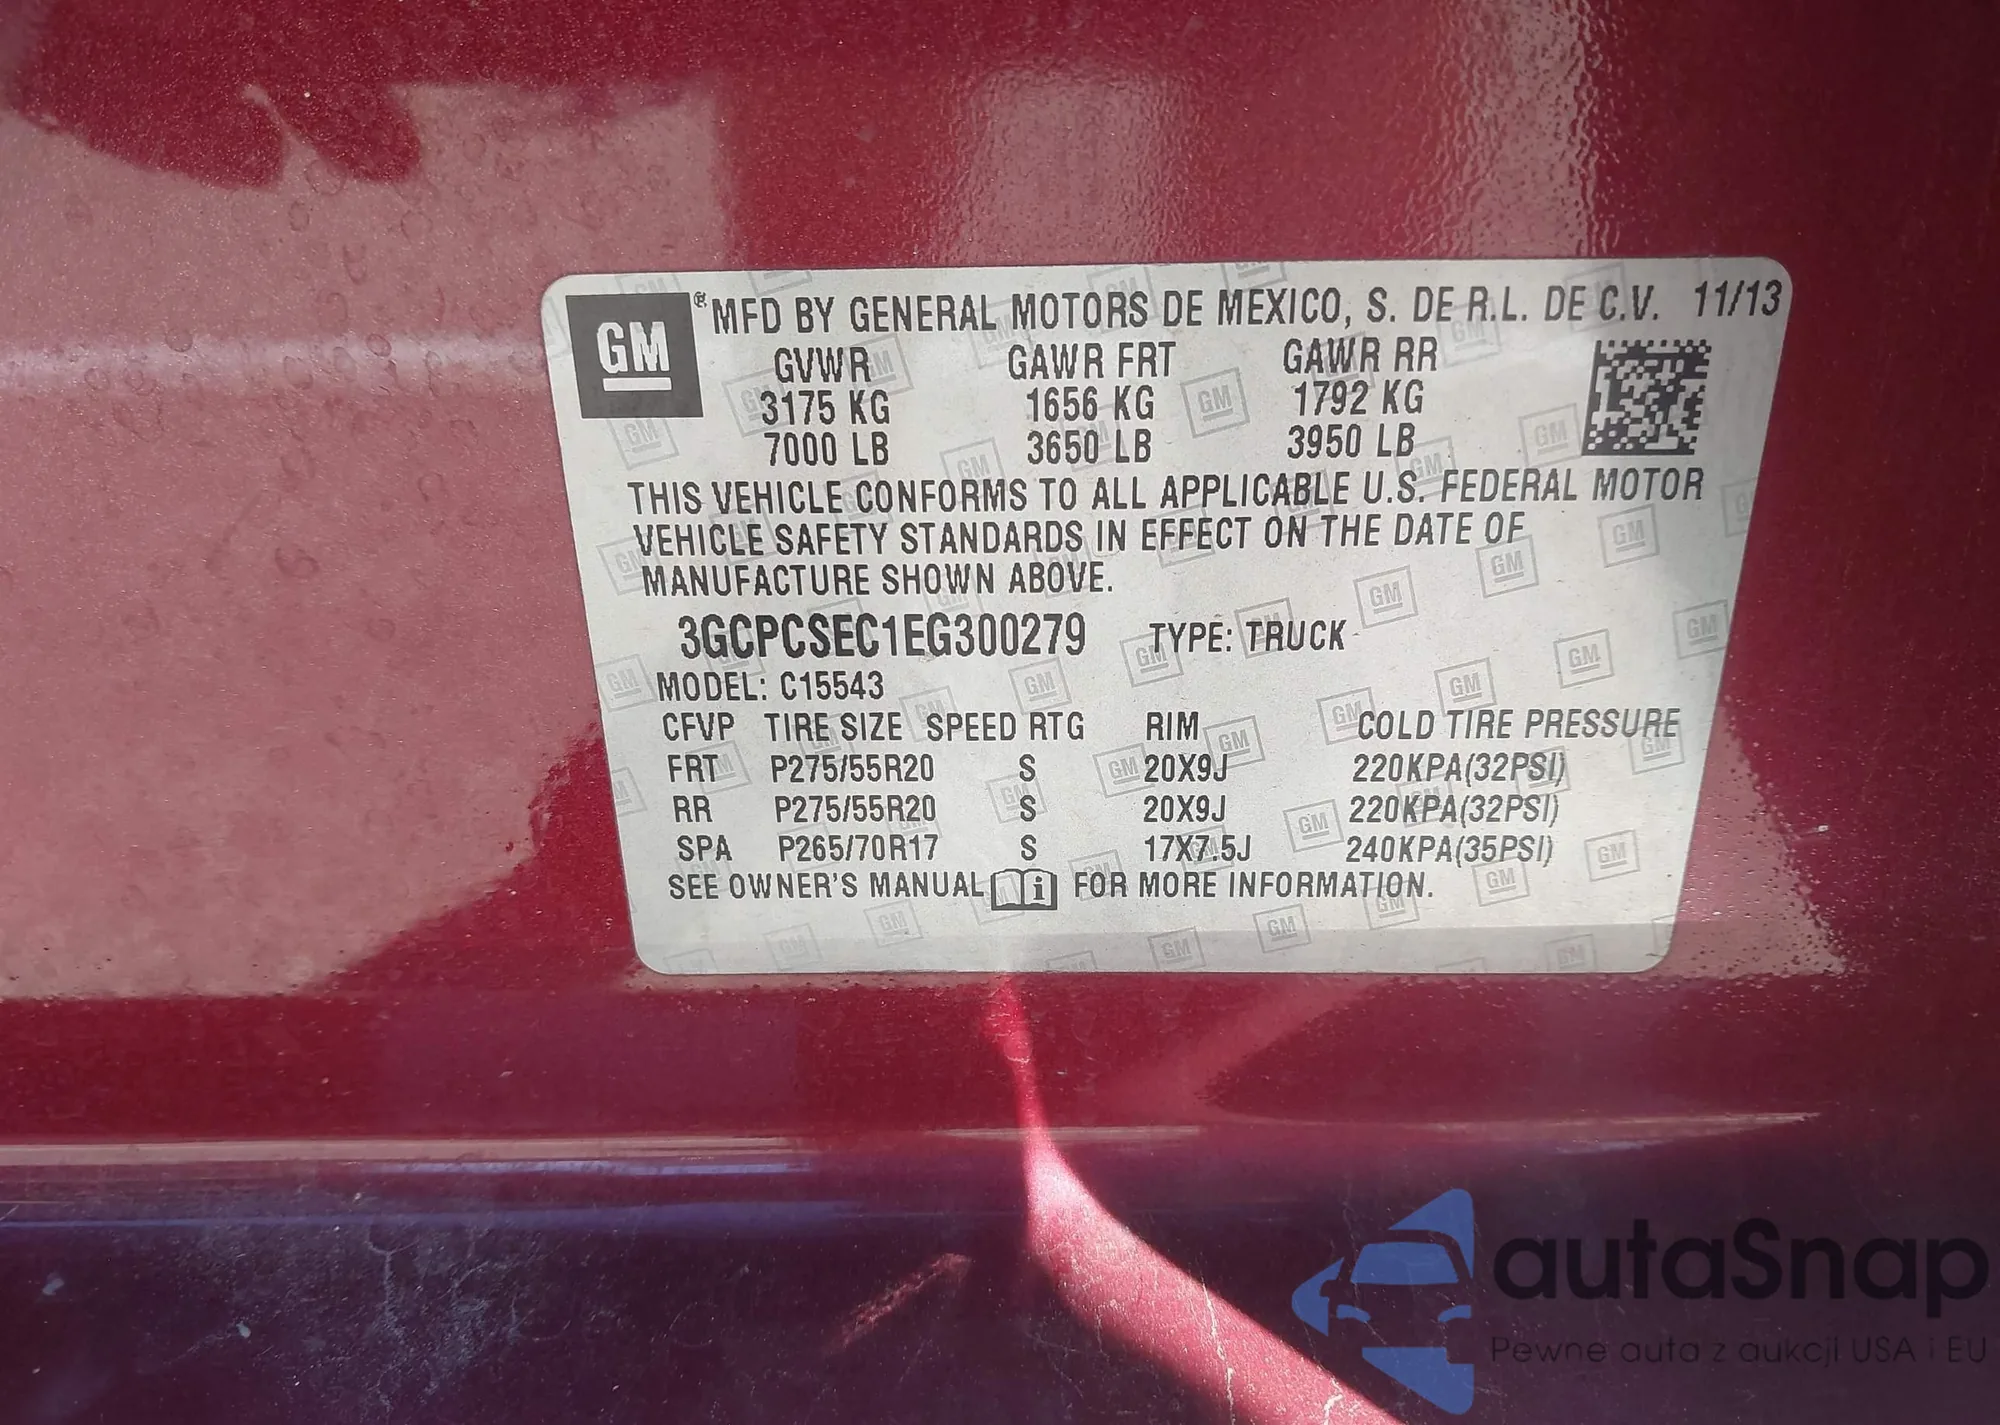 GM® MFD BY GENERAL MOTORS DE MEXICO, S. DE R.L. DE C.V. 11/13
GVWR GAWR FRT GAWR RR
3175 KG 1656 KG 1792 KG
7000 LB 3650 LB 3950 LB
THIS VEHICLE CONFORMS TO ALL APPLICABLE U.S. FEDERAL MOTOR
VEHICLE SAFETY STANDARDS IN EFFECT ON THE DATE OF
MANUFACTURE SHOWN ABOVE.
3GCPCSEC1EG300279 TYPE: TRUCK
MODEL: C15543
CFVP TIRE SIZE SPEED RTG RIM COLD TIRE PRESSURE
FRT P275/55R20 S 20X9J 220KPA(32PSI)
RR P275/55R20 S 20X9J 220KPA(32PSI)
SPA P265/70R17 S 17X7.5J 240KPA(35PSI)
SEE OWNER'S MANUAL i FOR MORE INFORMATION.
autaSnap
Pewne auta z aukcji USA i EU